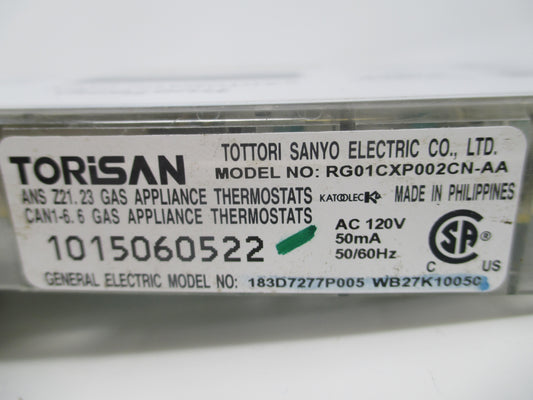 TORiSAN
TOTTORI SANYO ELECTRIC CO., LTD.
MODEL NO: RG01CXP002CN-AA
ANS Z21.23 GAS APPLIANCE THERMOSTATS
KATOOLEC
MADE IN PHILIPPINES
CAN1-6.6 GAS APPLIANCE THERMOSTATS
1015060522
AC 120V
50mA
50/60Hz
C US
GENERAL ELECTRIC MODEL NO: 183D7277P005 WB27K10050